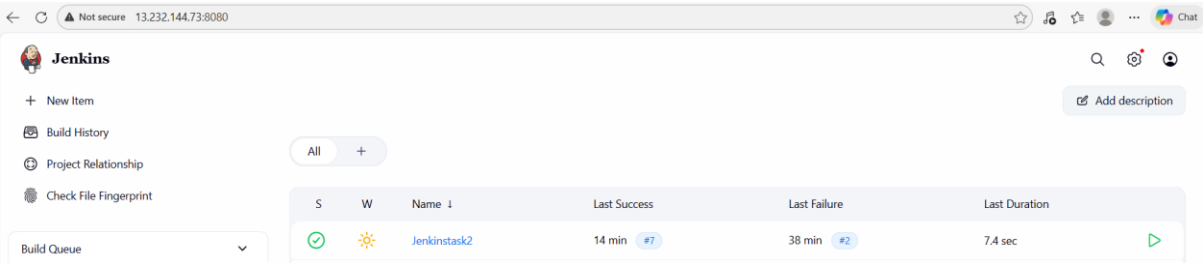 Not secure 13.232.144.73:8080
Chat
Jenkins
+ New Item
Add description
Build History
All +
Project Relationship
Check File Fingerprint
S W Name ↓ Last Success Last Failure Last Duration
Build Queue
Jenkinstask2 14 min #7 38 min #2 7.4 sec